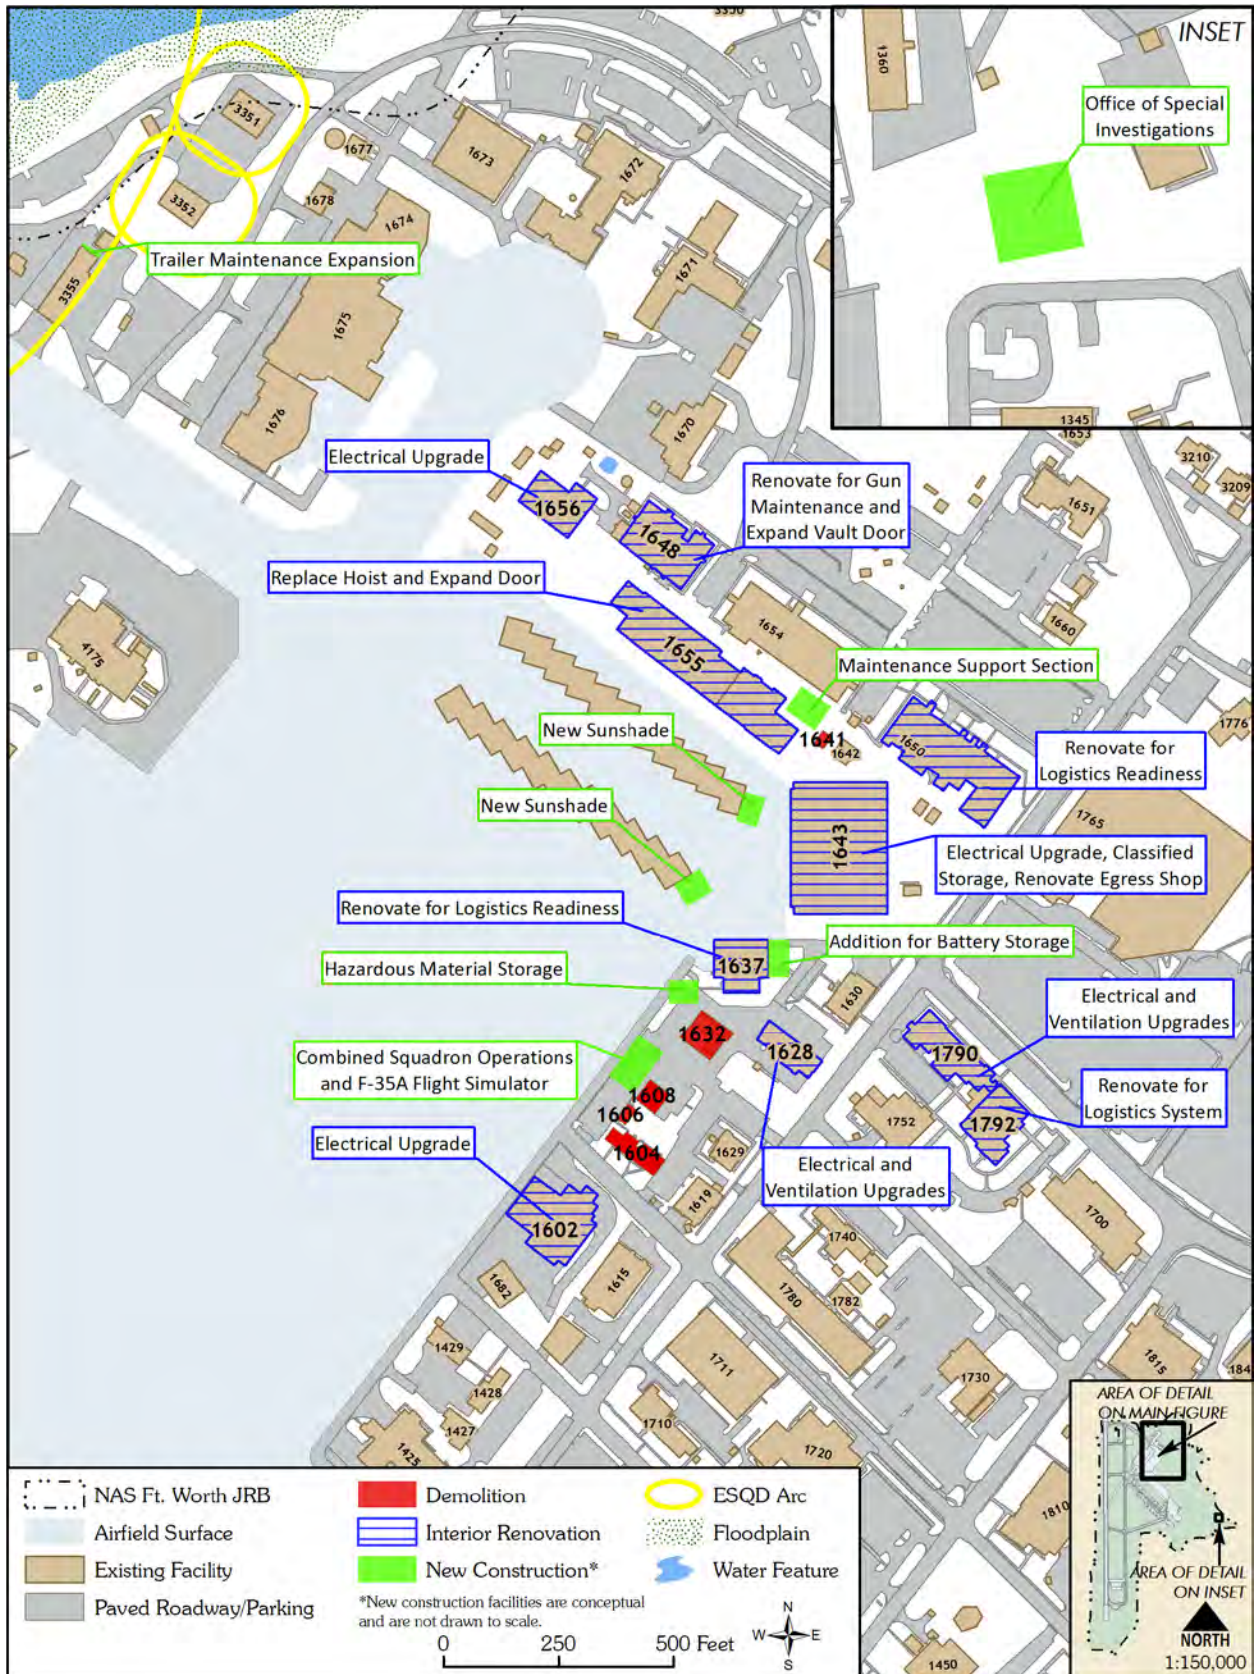 3350
INSET
1360
Office of Special
Investigations
3351
1677
1673
1672
3352
1678
1674
Trailer Maintenance Expansion
3355
1671
1675
1676
1670
1345
1653
3210
3209
1651
Electrical Upgrade
1656
Renovate for Gun
Maintenance and
Expand Vault Door
1648
Replace Hoist and Expand Door
1654
1660
4175
1655
Maintenance Support Section
1776
New Sunshade
1641
1642
1650
Renovate for
Logistics Readiness
New Sunshade
1765
1643
Electrical Upgrade, Classified
Storage, Renovate Egress Shop
Renovate for Logistics Readiness
Addition for Battery Storage
Hazardous Material Storage
1637
1630
Electrical and
Ventilation Upgrades
1632
1628
1790
Combined Squadron Operations
and F-35A Flight Simulator
1608
1606
Renovate for
Logistics System
1752
1792
1604
1629
Electrical Upgrade
Electrical and
Ventilation Upgrades
1619
1602
1700
1740
1682
1615
1780
1782
1429
1711
1815
184
1428
1730
1427
1710
1425
1720
1810
1450
AREA OF DETAIL
ON MAIN FIGURE
AREA OF DETAIL
ON INSET
NORTH
1:150,000
NAS Ft. Worth JRB
Airfield Surface
Existing Facility
Paved Roadway/Parking
Demolition
Interior Renovation
New Construction*
*New construction facilities are conceptual
and are not drawn to scale.
ESQD Arc
Floodplain
Water Feature
0 250 500 Feet
N
W E
S